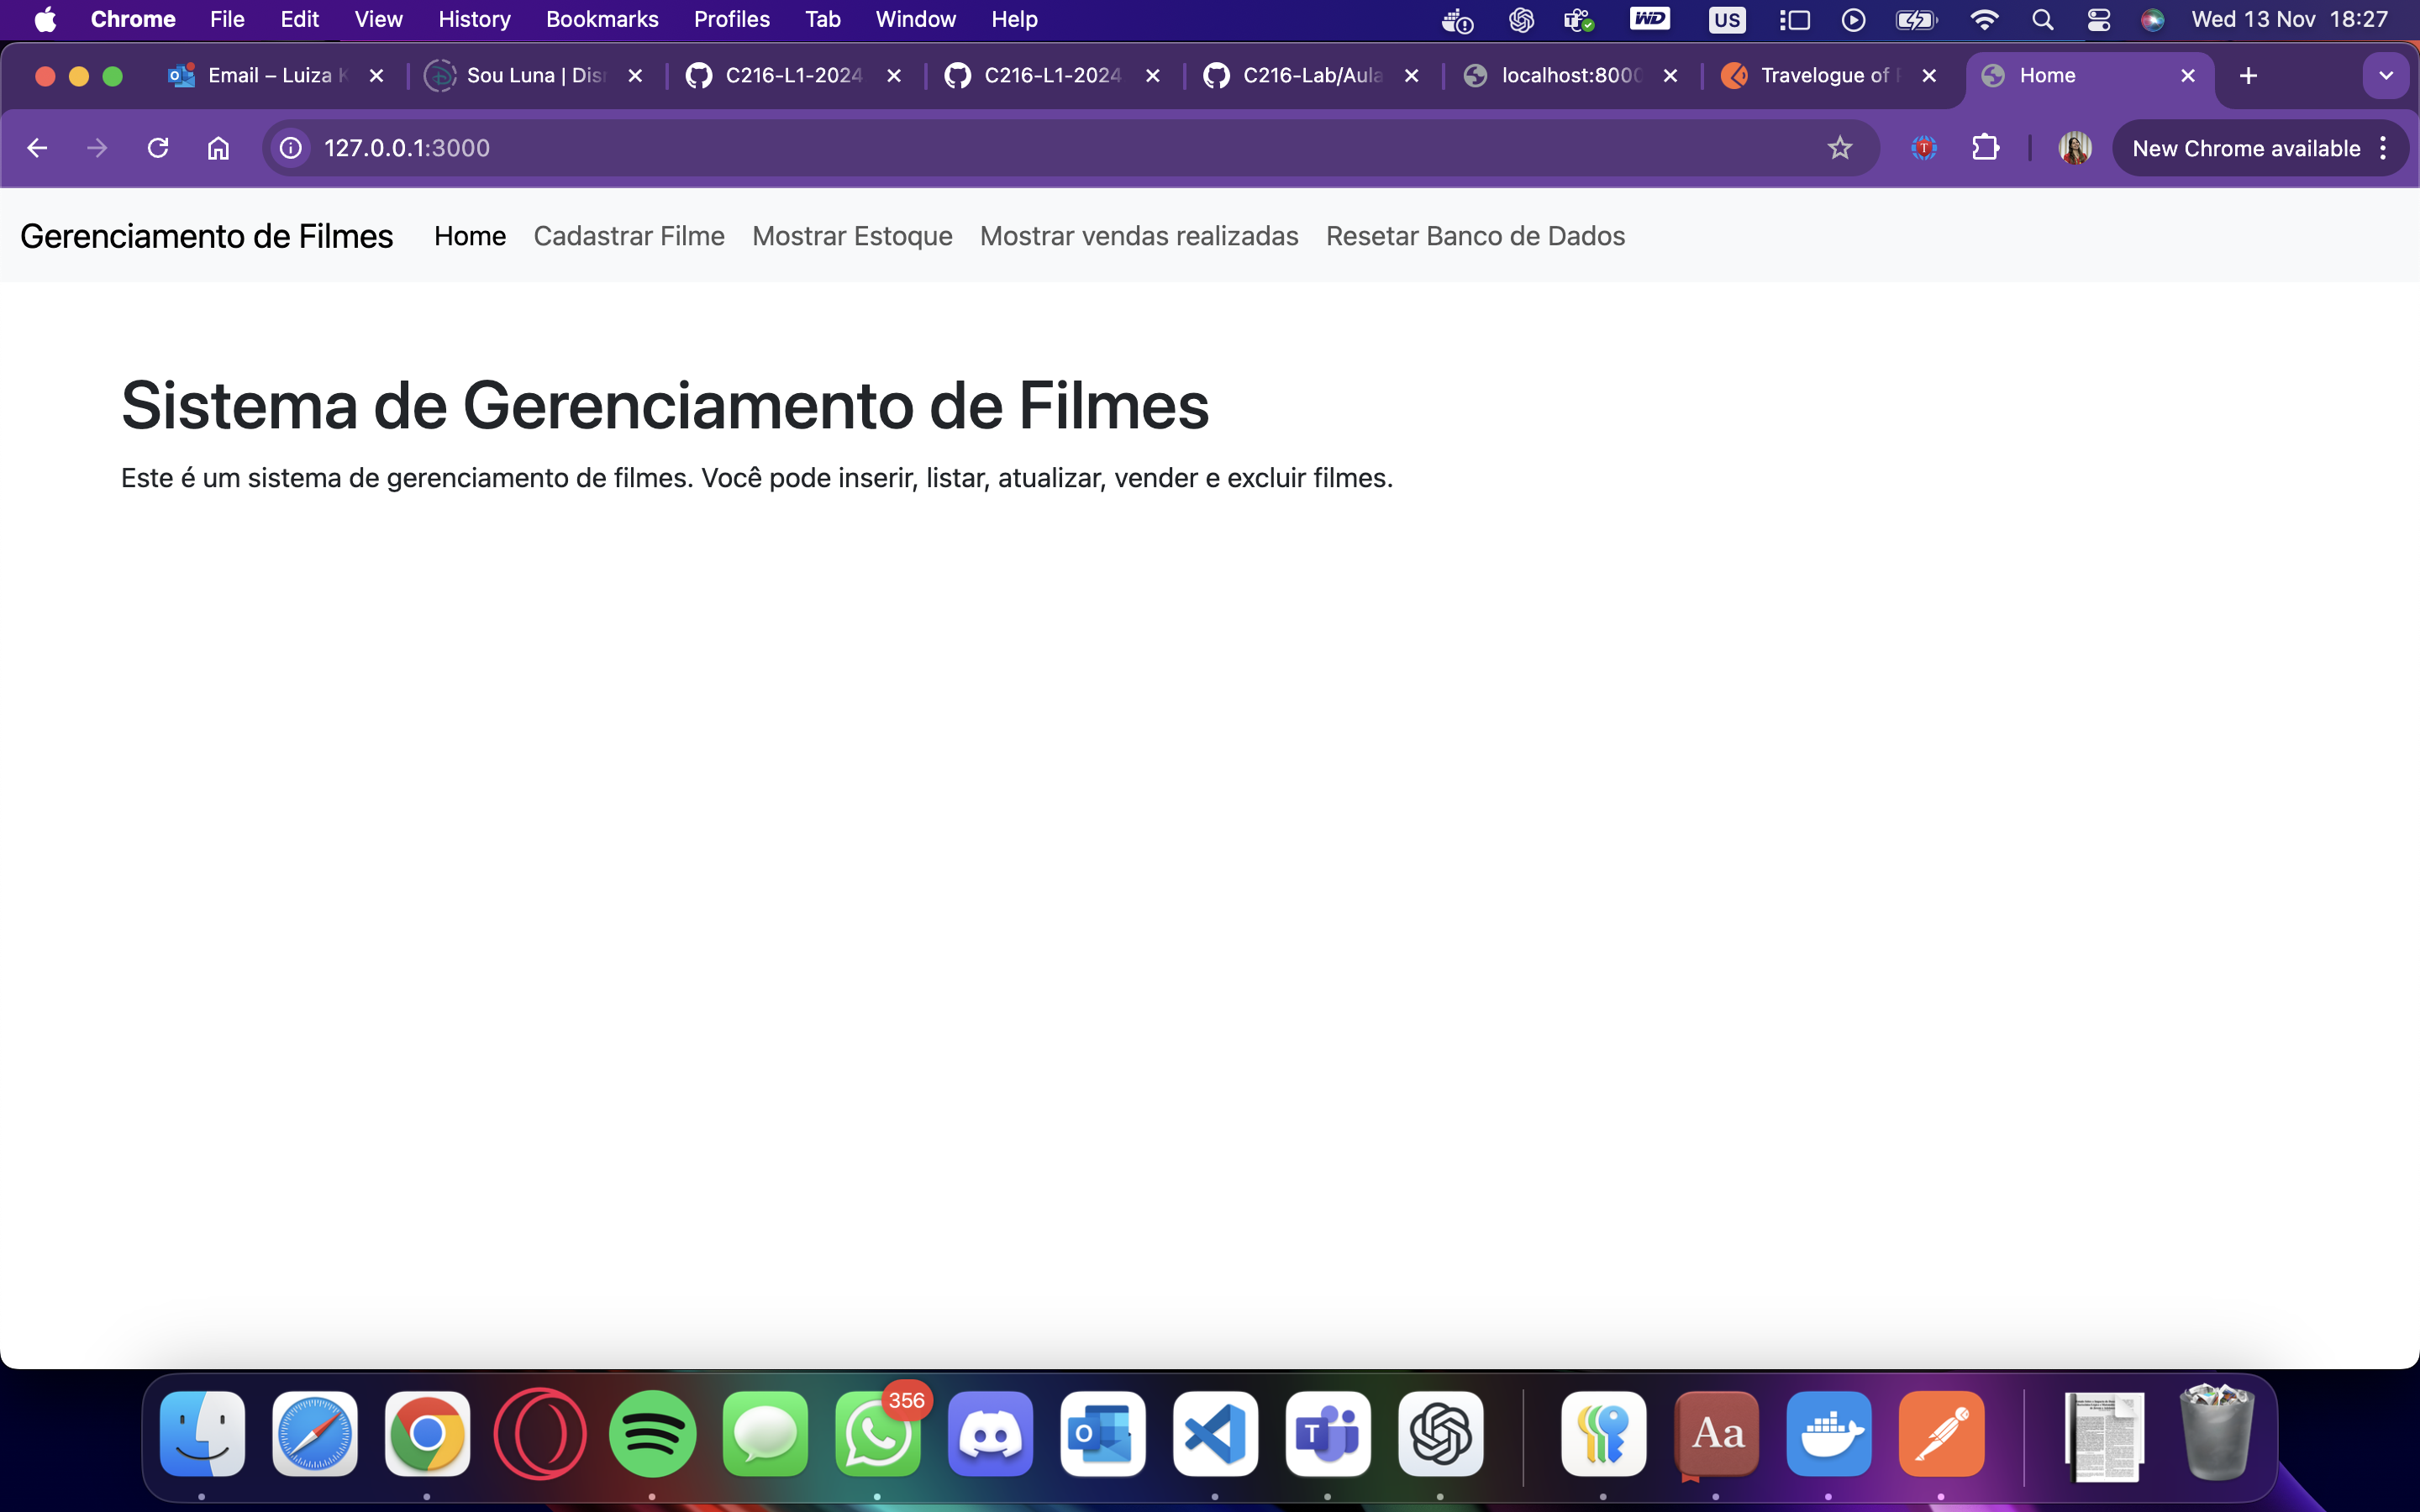 Chrome File Edit View History Bookmarks Profiles Tab Window Help WD US Wed 13 Nov 18:27
Email – Luiza Sou Luna | Dis C216-L1-2024 C216-L1-2024 C216-Lab/Aula localhost:8000 Travelogue of Home
127.0.0.1:3000 T New Chrome available
Gerenciamento de Filmes Home Cadastrar Filme Mostrar Estoque Mostrar vendas realizadas Resetar Banco de Dados
Sistema de Gerenciamento de Filmes
Este é um sistema de gerenciamento de filmes. Você pode inserir, listar, atualizar, vender e excluir filmes.
356
O T Aa